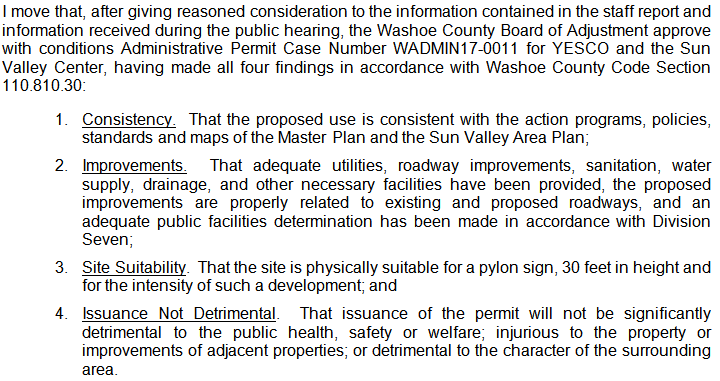 I move that, after giving reasoned consideration to the information contained in the staff report and
information received during the public hearing, the Washoe County Board of Adjustment approve
with conditions Administrative Permit Case Number WADMIN17-0011 for YESCO and the Sun
Valley Center, having made all four findings in accordance with Washoe County Code Section
110.810.30:
1. Consistency. That the proposed use is consistent with the action programs, policies,
standards and maps of the Master Plan and the Sun Valley Area Plan;
2. Improvements. That adequate utilities, roadway improvements, sanitation, water
supply, drainage, and other necessary facilities have been provided, the proposed
improvements are properly related to existing and proposed roadways, and an
adequate public facilities determination has been made in accordance with Division
Seven;
3. Site Suitability. That the site is physically suitable for a pylon sign, 30 feet in height and
for the intensity of such a development; and
4. Issuance Not Detrimental. That issuance of the permit will not be significantly
detrimental to the public health, safety or welfare; injurious to the property or
improvements of adjacent properties; or detrimental to the character of the surrounding
area.